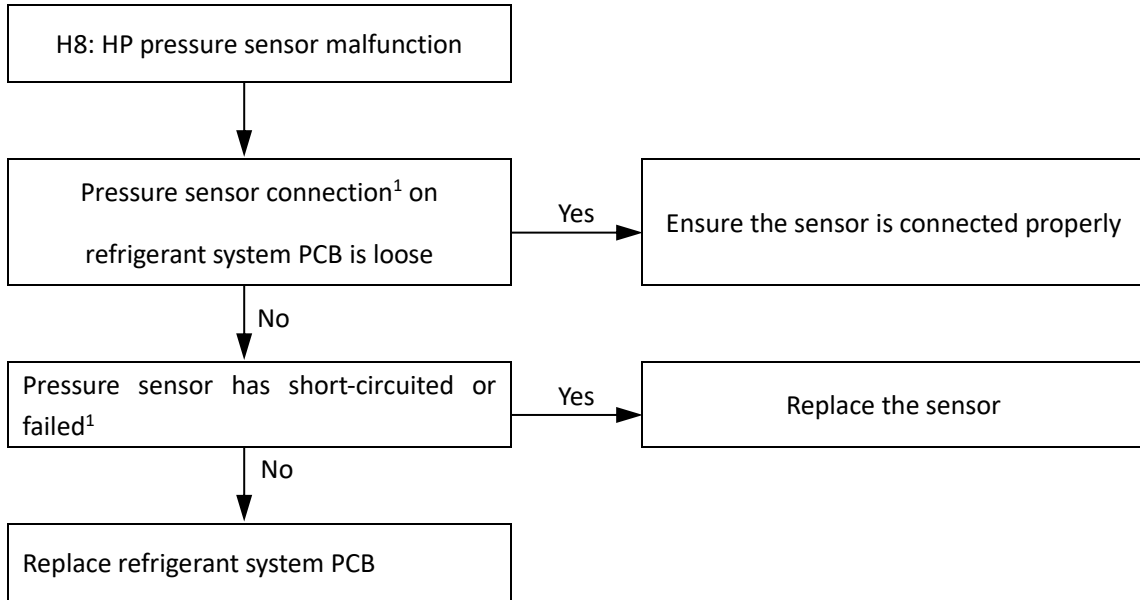 H8: HP pressure sensor malfunction
Pressure sensor connection¹ on
refrigerant system PCB is loose
Yes
Ensure the sensor is connected properly
No
Pressure sensor has short-circuited or
failed¹
Yes
Replace the sensor
No
Replace refrigerant system PCB